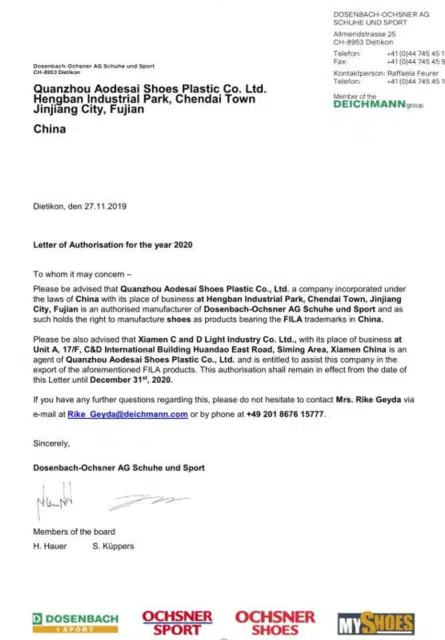 DOSENBACH-OCHSNER AG
SCHUHE UND SPORT
Allmendstrasse 25
CH-8953 Dietikon
Telefon: +41(0)44 745 45 1
Fax: +41(0)44 745 45 9
Kontaktperson: Raffaela Feurer
Telefon: +41(0)44 745 45 1
Member of the
DEICHMANN group
Dosenbach-Ochsner AG Schuhe und Sport
CH-8953 Dietikon
Quanzhou Aodesai Shoes Plastic Co. Ltd.
Hengban Industrial Park, Chendai Town
Jinjiang City, Fujian
China
Dietikon, den 27.11.2019
Letter of Authorisation for the year 2020
To whom it may concern –
Please be advised that Quanzhou Aodesai Shoes Plastic Co., Ltd. a company incorporated under
the laws of China with its place of business at Hengban Industrial Park, Chendai Town, Jinjiang
City, Fujian is an authorised manufacturer of Dosenbach-Ochsner AG Schuhe und Sport and as
such holds the right to manufacture shoes as products bearing the FILA trademarks in China.
Please be also advised that Xiamen C and D Light Industry Co. Ltd., with its place of business at
Unit A, 17/F, C&D International Building Huandao East Road, Siming Area, Xiamen China is an
agent of Quanzhou Aodesai Shoes Plastic Co., Ltd. and is entitled to assist this company in the
export of the aforementioned FILA products. This authorisation shall remain in effect from the date of
this Letter until December 31st, 2020.
If you have any further questions regarding this, please do not hesitate to contact Mrs. Rike Geyda via
e-mail at Rike_Geyda@deichmann.com or by phone at +49 201 8676 15777.
Sincerely,
Dosenbach-Ochsner AG Schuhe und Sport
Members of the board
H. Hauer S. Küppers
DOSENBACH
+ SPORT
OCHSNER
SPORT
OCHSNER
SHOES
MYSHOES